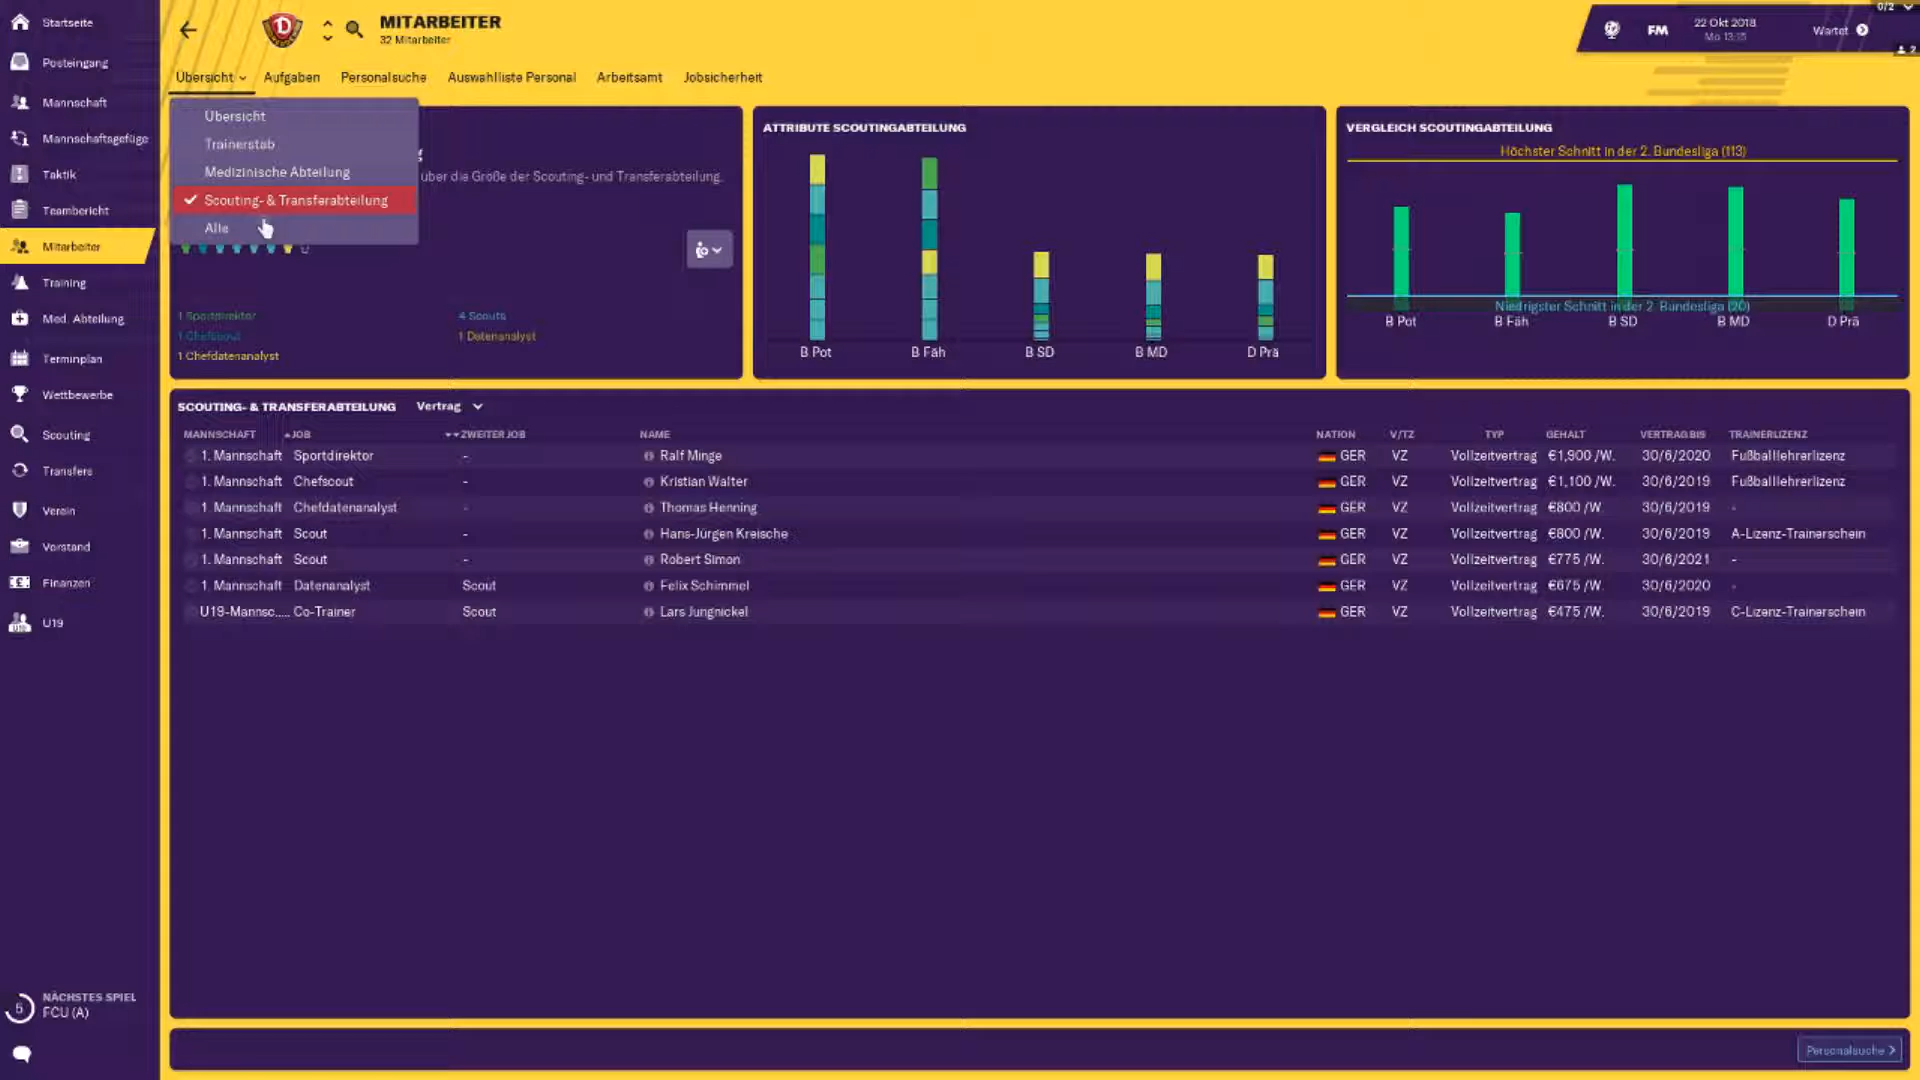 Startseite
Posteingang
Mannschaft
Mannschaftsgefüge
Taktik
Teambericht
Mitarbeiter
Training
Med. Abteilung
Terminplan
Wettbewerbe
Scouting
Transfers
Verein
Vorstand
Finanzen
U19
NÄCHSTES SPIEL
5 FCU (A)
MITARBEITER
32 Mitarbeiter
0/2
FM
22 Okt 2018
Mo 13:15
Wartet
2
Übersicht Aufgaben Personalsuche Auswahlliste Personal Arbeitsamt Jobsicherheit
Übersicht
Trainerstab
Medizinische Abteilung
Scouting- & Transferabteilung
Alle
über die Größe der Scouting- und Transferabteilung.
1 Sportdirektor
4 Scouts
1 Chefscout
1 Datenanalyst
1 Chefdatenanalyst
ATTRIBUTE SCOUTINGABTEILUNG
B Pot B Fäh B SD B MD D Prä
VERGLEICH SCOUTINGABTEILUNG
Höchster Schnitt in der 2. Bundesliga (113)
Niedrigster Schnitt in der 2. Bundesliga (20)
B Pot B Fäh B SD B MD D Prä
SCOUTING- & TRANSFERABTEILUNG Vertrag
MANNSCHAFT JOB ZWEITER JOB NAME NATION V/TZ TYP GEHALT VERTRAG BIS TRAINERLIZENZ
1. Mannschaft Sportdirektor - Ralf Minge GER VZ Vollzeitvertrag €1,900 /W. 30/6/2020 Fußballlehrerlizenz
1. Mannschaft Chefscout - Kristian Walter GER VZ Vollzeitvertrag €1,100 /W. 30/6/2019 Fußballlehrerlizenz
1. Mannschaft Chefdatenanalyst - Thomas Henning GER VZ Vollzeitvertrag €800 /W. 30/6/2019 -
1. Mannschaft Scout - Hans-Jürgen Kreische GER VZ Vollzeitvertrag €800 /W. 30/6/2019 A-Lizenz-Trainerschein
1. Mannschaft Scout - Robert Simon GER VZ Vollzeitvertrag €775 /W. 30/6/2021 -
1. Mannschaft Datenanalyst Scout Felix Schimmel GER VZ Vollzeitvertrag €675 /W. 30/6/2020 -
U19-Mannsc.... Co-Trainer Scout Lars Jungnickel GER VZ Vollzeitvertrag €475 /W. 30/6/2019 C-Lizenz-Trainerschein
Personalsuche